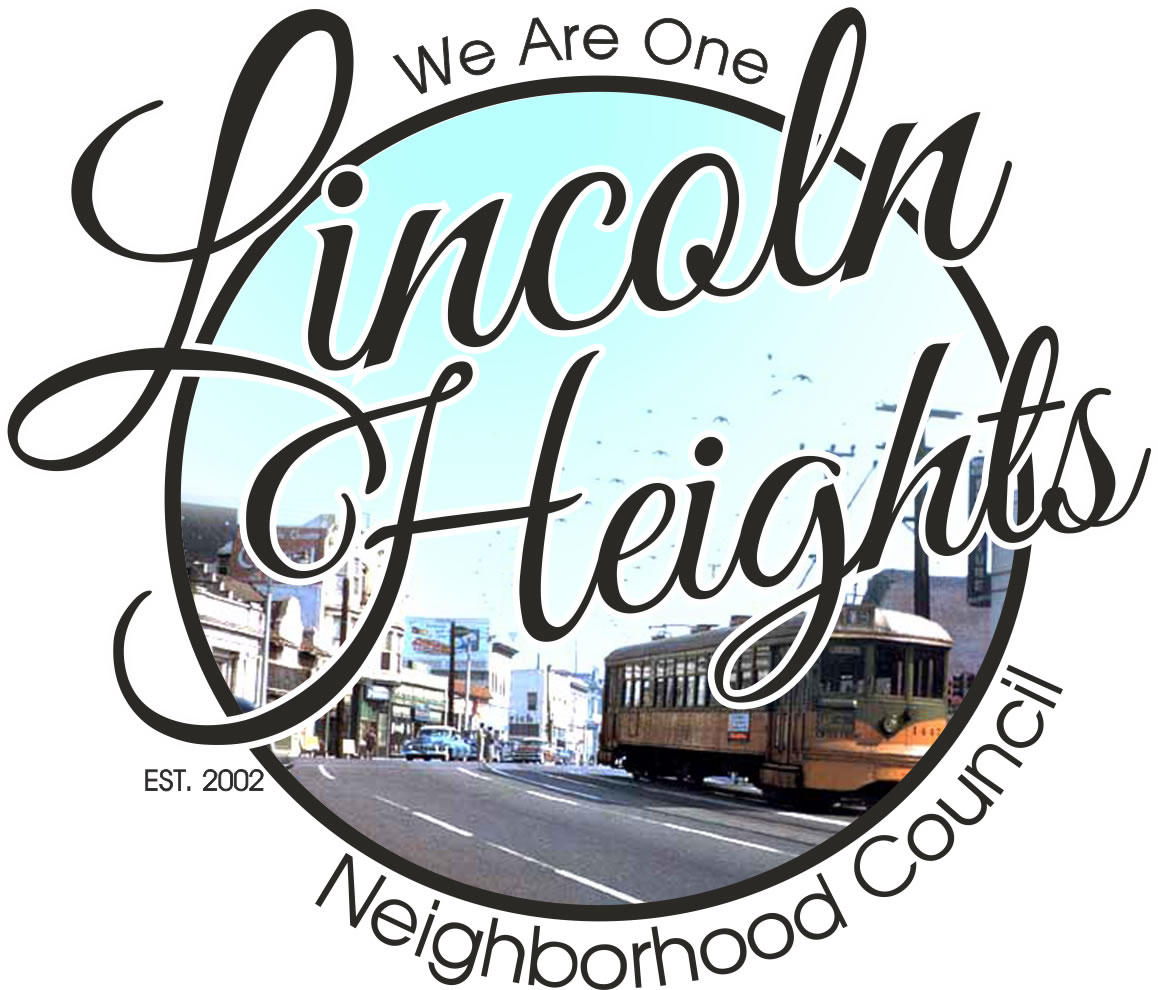 We Are One
Lincoln
Heights
EST. 2002
Neighborhood Council